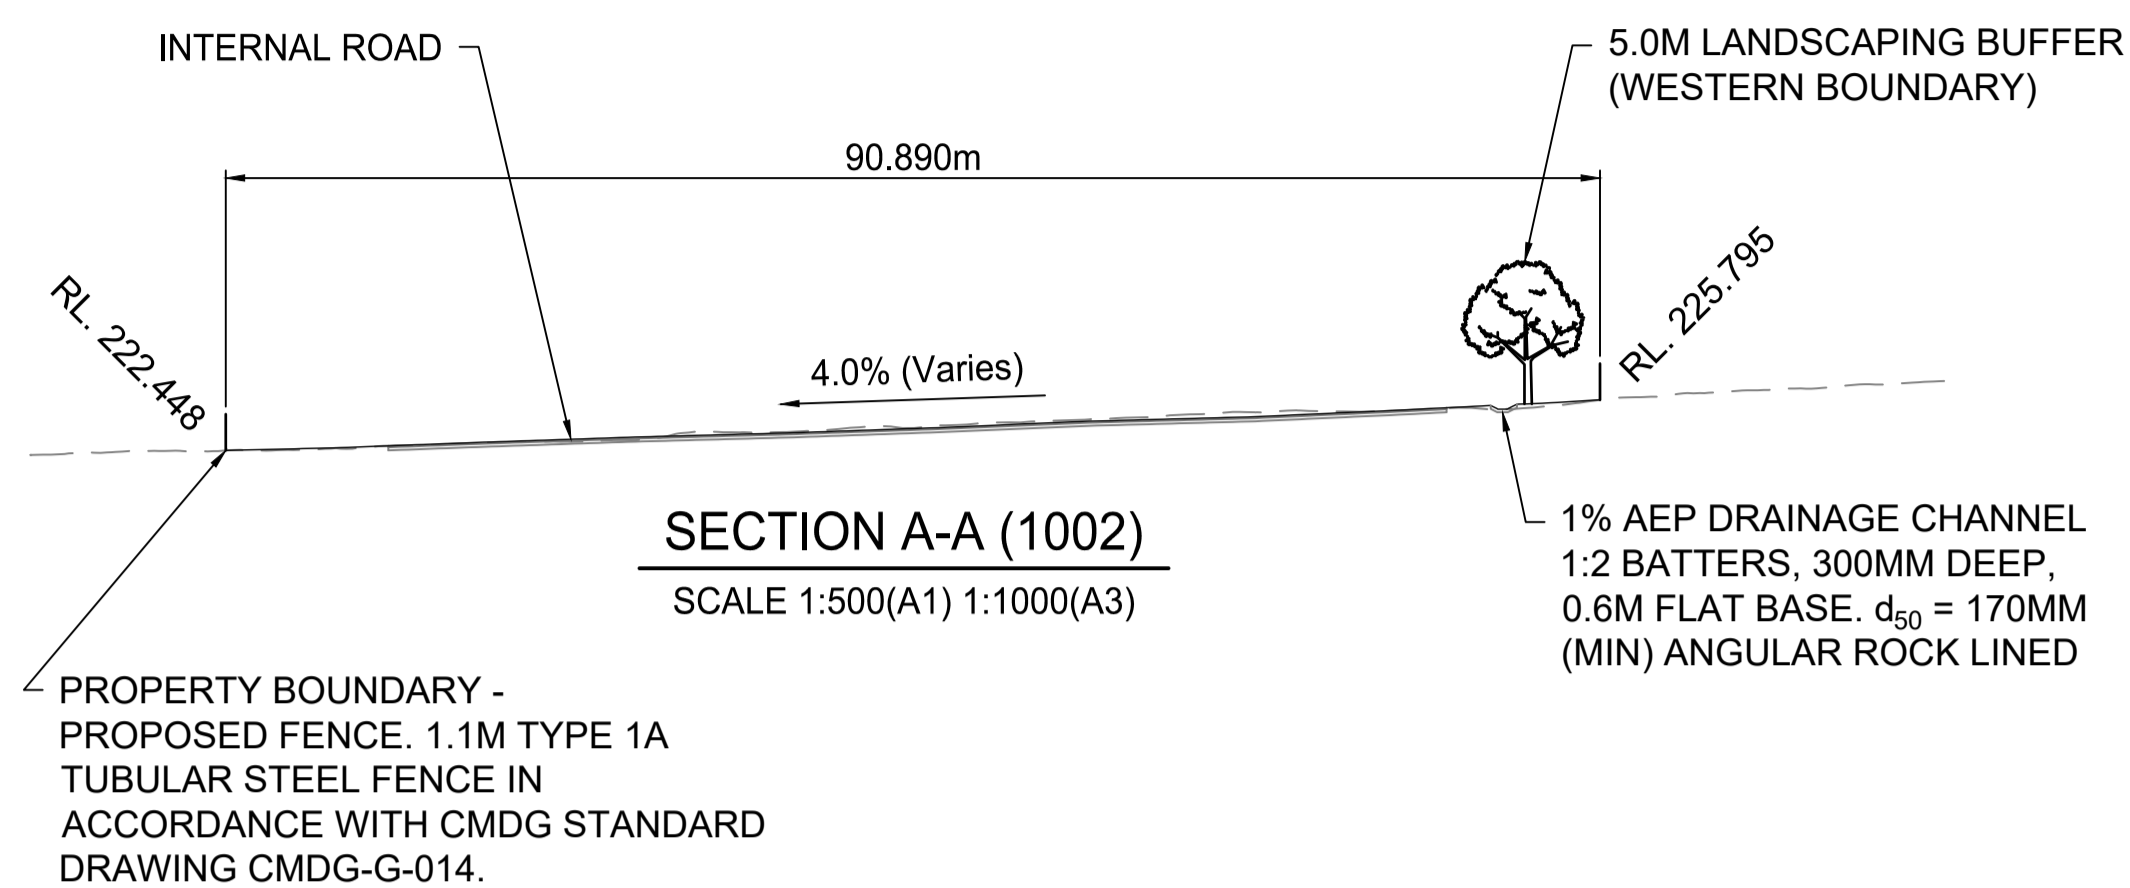 INTERNAL ROAD
5.0M LANDSCAPING BUFFER
(WESTERN BOUNDARY)
90.890m
RL. 222.448
4.0% (Varies)
RL. 225.795
SECTION A-A (1002)
SCALE 1:500(A1) 1:1000(A3)
1% AEP DRAINAGE CHANNEL
1:2 BATTERS, 300MM DEEP,
0.6M FLAT BASE. d50 = 170MM
(MIN) ANGULAR ROCK LINED
PROPERTY BOUNDARY -
PROPOSED FENCE. 1.1M TYPE 1A
TUBULAR STEEL FENCE IN
ACCORDANCE WITH CMDG STANDARD
DRAWING CMDG-G-014.